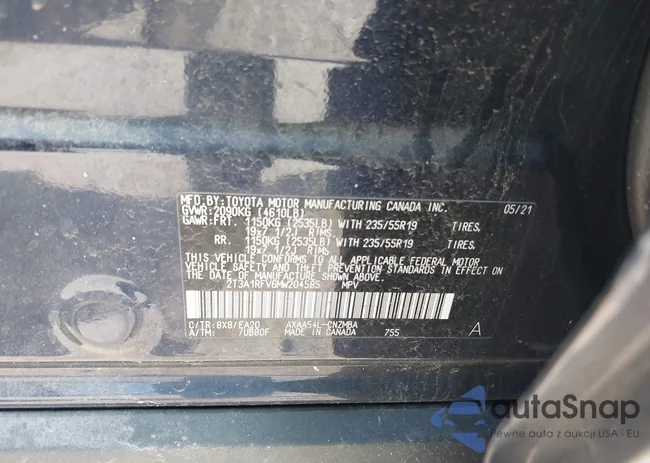 MFD.BY:TOYOTA MOTOR MANUFACTURING CANADA INC. 05/21
GVWR:2090KG (4610LB)
GAWR:FRT. 1150KG (2535LB) WITH 235/55R19 TIRES.
19x7 1/2J RIMS.
RR. 1150KG (2535LB) WITH 235/55R19 TIRES.
19x7 1/2J RIMS.
THIS VEHICLE CONFORMS TO ALL APPLICABLE FEDERAL MOTOR
VEHICLE SAFETY AND THEFT PREVENTION STANDARDS IN EFFECT ON
THE DATE OF MANUFACTURE SHOWN ABOVE.
2T3A1RFV6MW204585 MPV
C/TR:8X8/EA20 AXAA54L-CNZMBA
A/TM: /UB80F MADE IN CANADA 755 A
autaSnap
Pewne auta z aukcji USA i EU